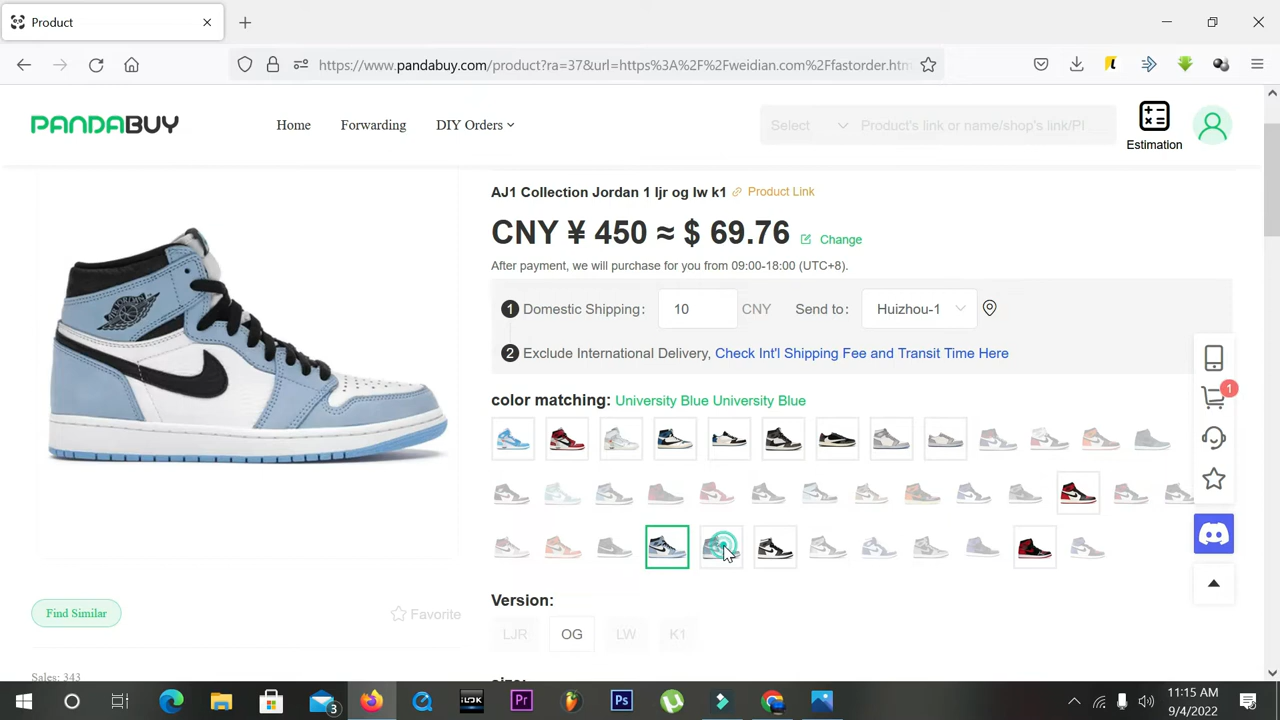 Product
https://www.pandabuy.com/product?ra=37&url=https%3A%2F%2Fweidian.com%2Ffastorder.htm
PANDABUY
Home
Forwarding
DIY Orders
Select
Product's link or name/shop's link/PI ...
Estimation
AJ1 Collection Jordan 1 ljr og lw k1
Product Link
CNY ¥ 450 ≈ $ 69.76
Change
After payment, we will purchase for you from 09:00-18:00 (UTC+8).
1 Domestic Shipping: 10 CNY Send to: Huizhou-1
2 Exclude International Delivery, Check Int'l Shipping Fee and Transit Time Here
1
color matching: University Blue University Blue
Version:
Find Similar
Favorite
LJR OG LW K1
Sales: 343
3
iLOK
Pr
Ps
11:15 AM
9/4/2022